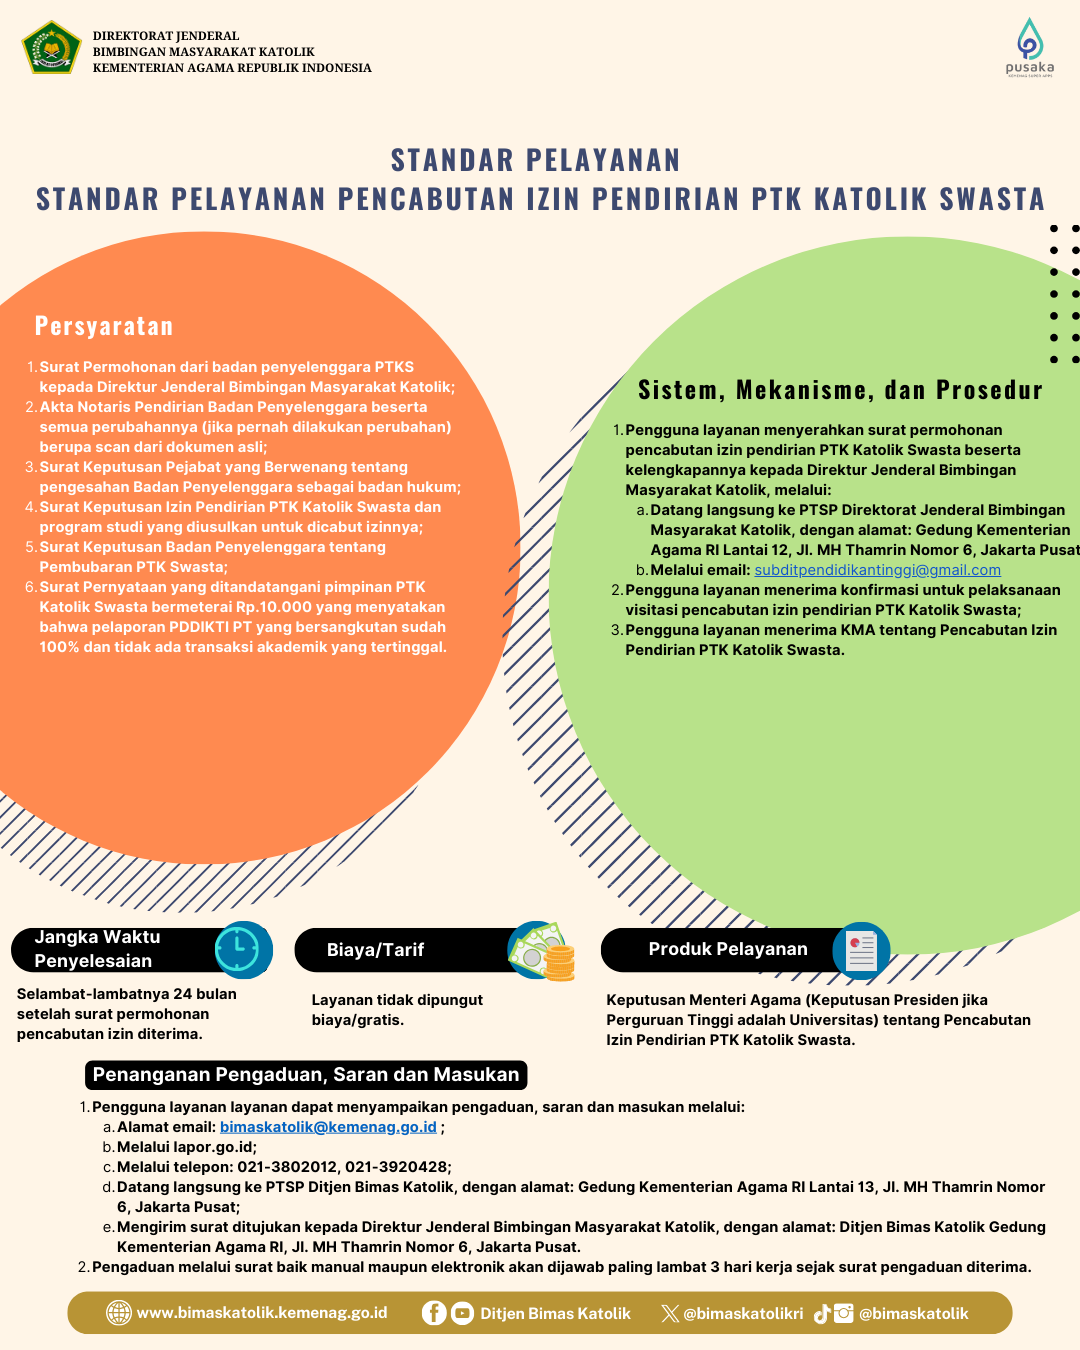 DIREKTORAT JENDERAL
BIMBINGAN MASYARAKAT KATOLIK
KEMENTERIAN AGAMA REPUBLIK INDONESIA
pusaka
KEMENAG SUPER APPS
STANDAR PELAYANAN
STANDAR PELAYANAN PENCABUTAN IZIN PENDIRIAN PTK KATOLIK SWASTA
Persyaratan
1. Surat Permohonan dari badan penyelenggara PTKS
kepada Direktur Jenderal Bimbingan Masyarakat Katolik;
2. Akta Notaris Pendirian Badan Penyelenggara beserta
semua perubahannya (jika pernah dilakukan perubahan)
berupa scan dari dokumen asli;
3. Surat Keputusan Pejabat yang Berwenang tentang
pengesahan Badan Penyelenggara sebagai badan hukum;
4. Surat Keputusan Izin Pendirian PTK Katolik Swasta dan
program studi yang diusulkan untuk dicabut izinnya;
5. Surat Keputusan Badan Penyelenggara tentang
Pembubaran PTK Swasta;
6. Surat Pernyataan yang ditandatangani pimpinan PTK
Katolik Swasta bermeterai Rp.10.000 yang menyatakan
bahwa pelaporan PDDIKTI PT yang bersangkutan sudah
100% dan tidak ada transaksi akademik yang tertinggal.
Sistem, Mekanisme, dan Prosedur
1. Pengguna layanan menyerahkan surat permohonan
pencabutan izin pendirian PTK Katolik Swasta beserta
kelengkapannya kepada Direktur Jenderal Bimbingan
Masyarakat Katolik, melalui:
a. Datang langsung ke PTSP Direktorat Jenderal Bimbingan
Masyarakat Katolik, dengan alamat: Gedung Kementerian
Agama RI Lantai 12, Jl. MH Thamrin Nomor 6, Jakarta Pusat
b. Melalui email: subditpendidikantinggi@gmail.com
2. Pengguna layanan menerima konfirmasi untuk pelaksanaan
visitasi pencabutan izin pendirian PTK Katolik Swasta;
3. Pengguna layanan menerima KMA tentang Pencabutan Izin
Pendirian PTK Katolik Swasta.
Jangka Waktu
Penyelesaian
Selambat-lambatnya 24 bulan
setelah surat permohonan
pencabutan izin diterima.
Biaya/Tarif
Layanan tidak dipungut
biaya/gratis.
Produk Pelayanan
Keputusan Menteri Agama (Keputusan Presiden jika
Perguruan Tinggi adalah Universitas) tentang Pencabutan
Izin Pendirian PTK Katolik Swasta.
Penanganan Pengaduan, Saran dan Masukan
1. Pengguna layanan layanan dapat menyampaikan pengaduan, saran dan masukan melalui:
a. Alamat email: bimaskatolik@kemenag.go.id ;
b. Melalui lapor.go.id;
c. Melalui telepon: 021-3802012, 021-3920428;
d. Datang langsung ke PTSP Ditjen Bimas Katolik, dengan alamat: Gedung Kementerian Agama RI Lantai 13, Jl. MH Thamrin Nomor
6, Jakarta Pusat;
e. Mengirim surat ditujukan kepada Direktur Jenderal Bimbingan Masyarakat Katolik, dengan alamat: Ditjen Bimas Katolik Gedung
Kementerian Agama RI, Jl. MH Thamrin Nomor 6, Jakarta Pusat.
2. Pengaduan melalui surat baik manual maupun elektronik akan dijawab paling lambat 3 hari kerja sejak surat pengaduan diterima.
www.bimaskatolik.kemenag.go.id Ditjen Bimas Katolik @bimaskatolikri @bimaskatolik